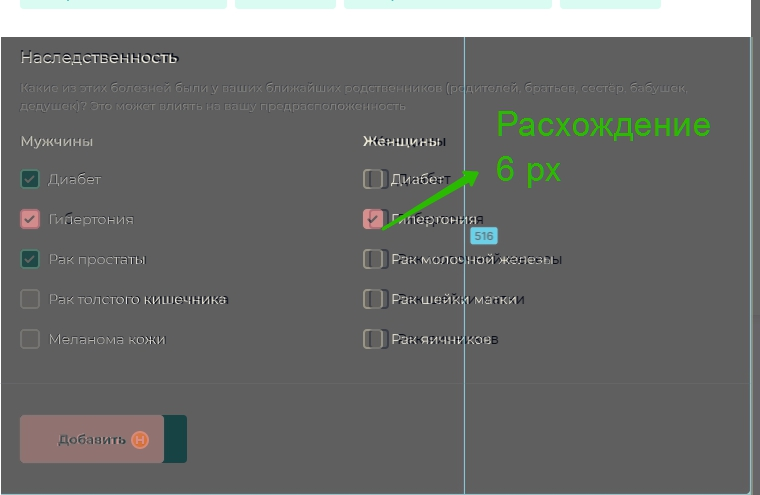 Наследственность
Какие из этих болезней были у ваших ближайших родственников (родителей, братьев, сестёр, бабушек,
дедушек)? Это может влиять на вашу предрасположенность
Мужчины Женщины
Диабет Диабет
Гипертония Гипертония
516
Рак простаты Рак молочной железы
Рак толстого кишечника Рак шейки матки
Меланома кожи Рак яичников
Добавить H
Расхождение
6 px